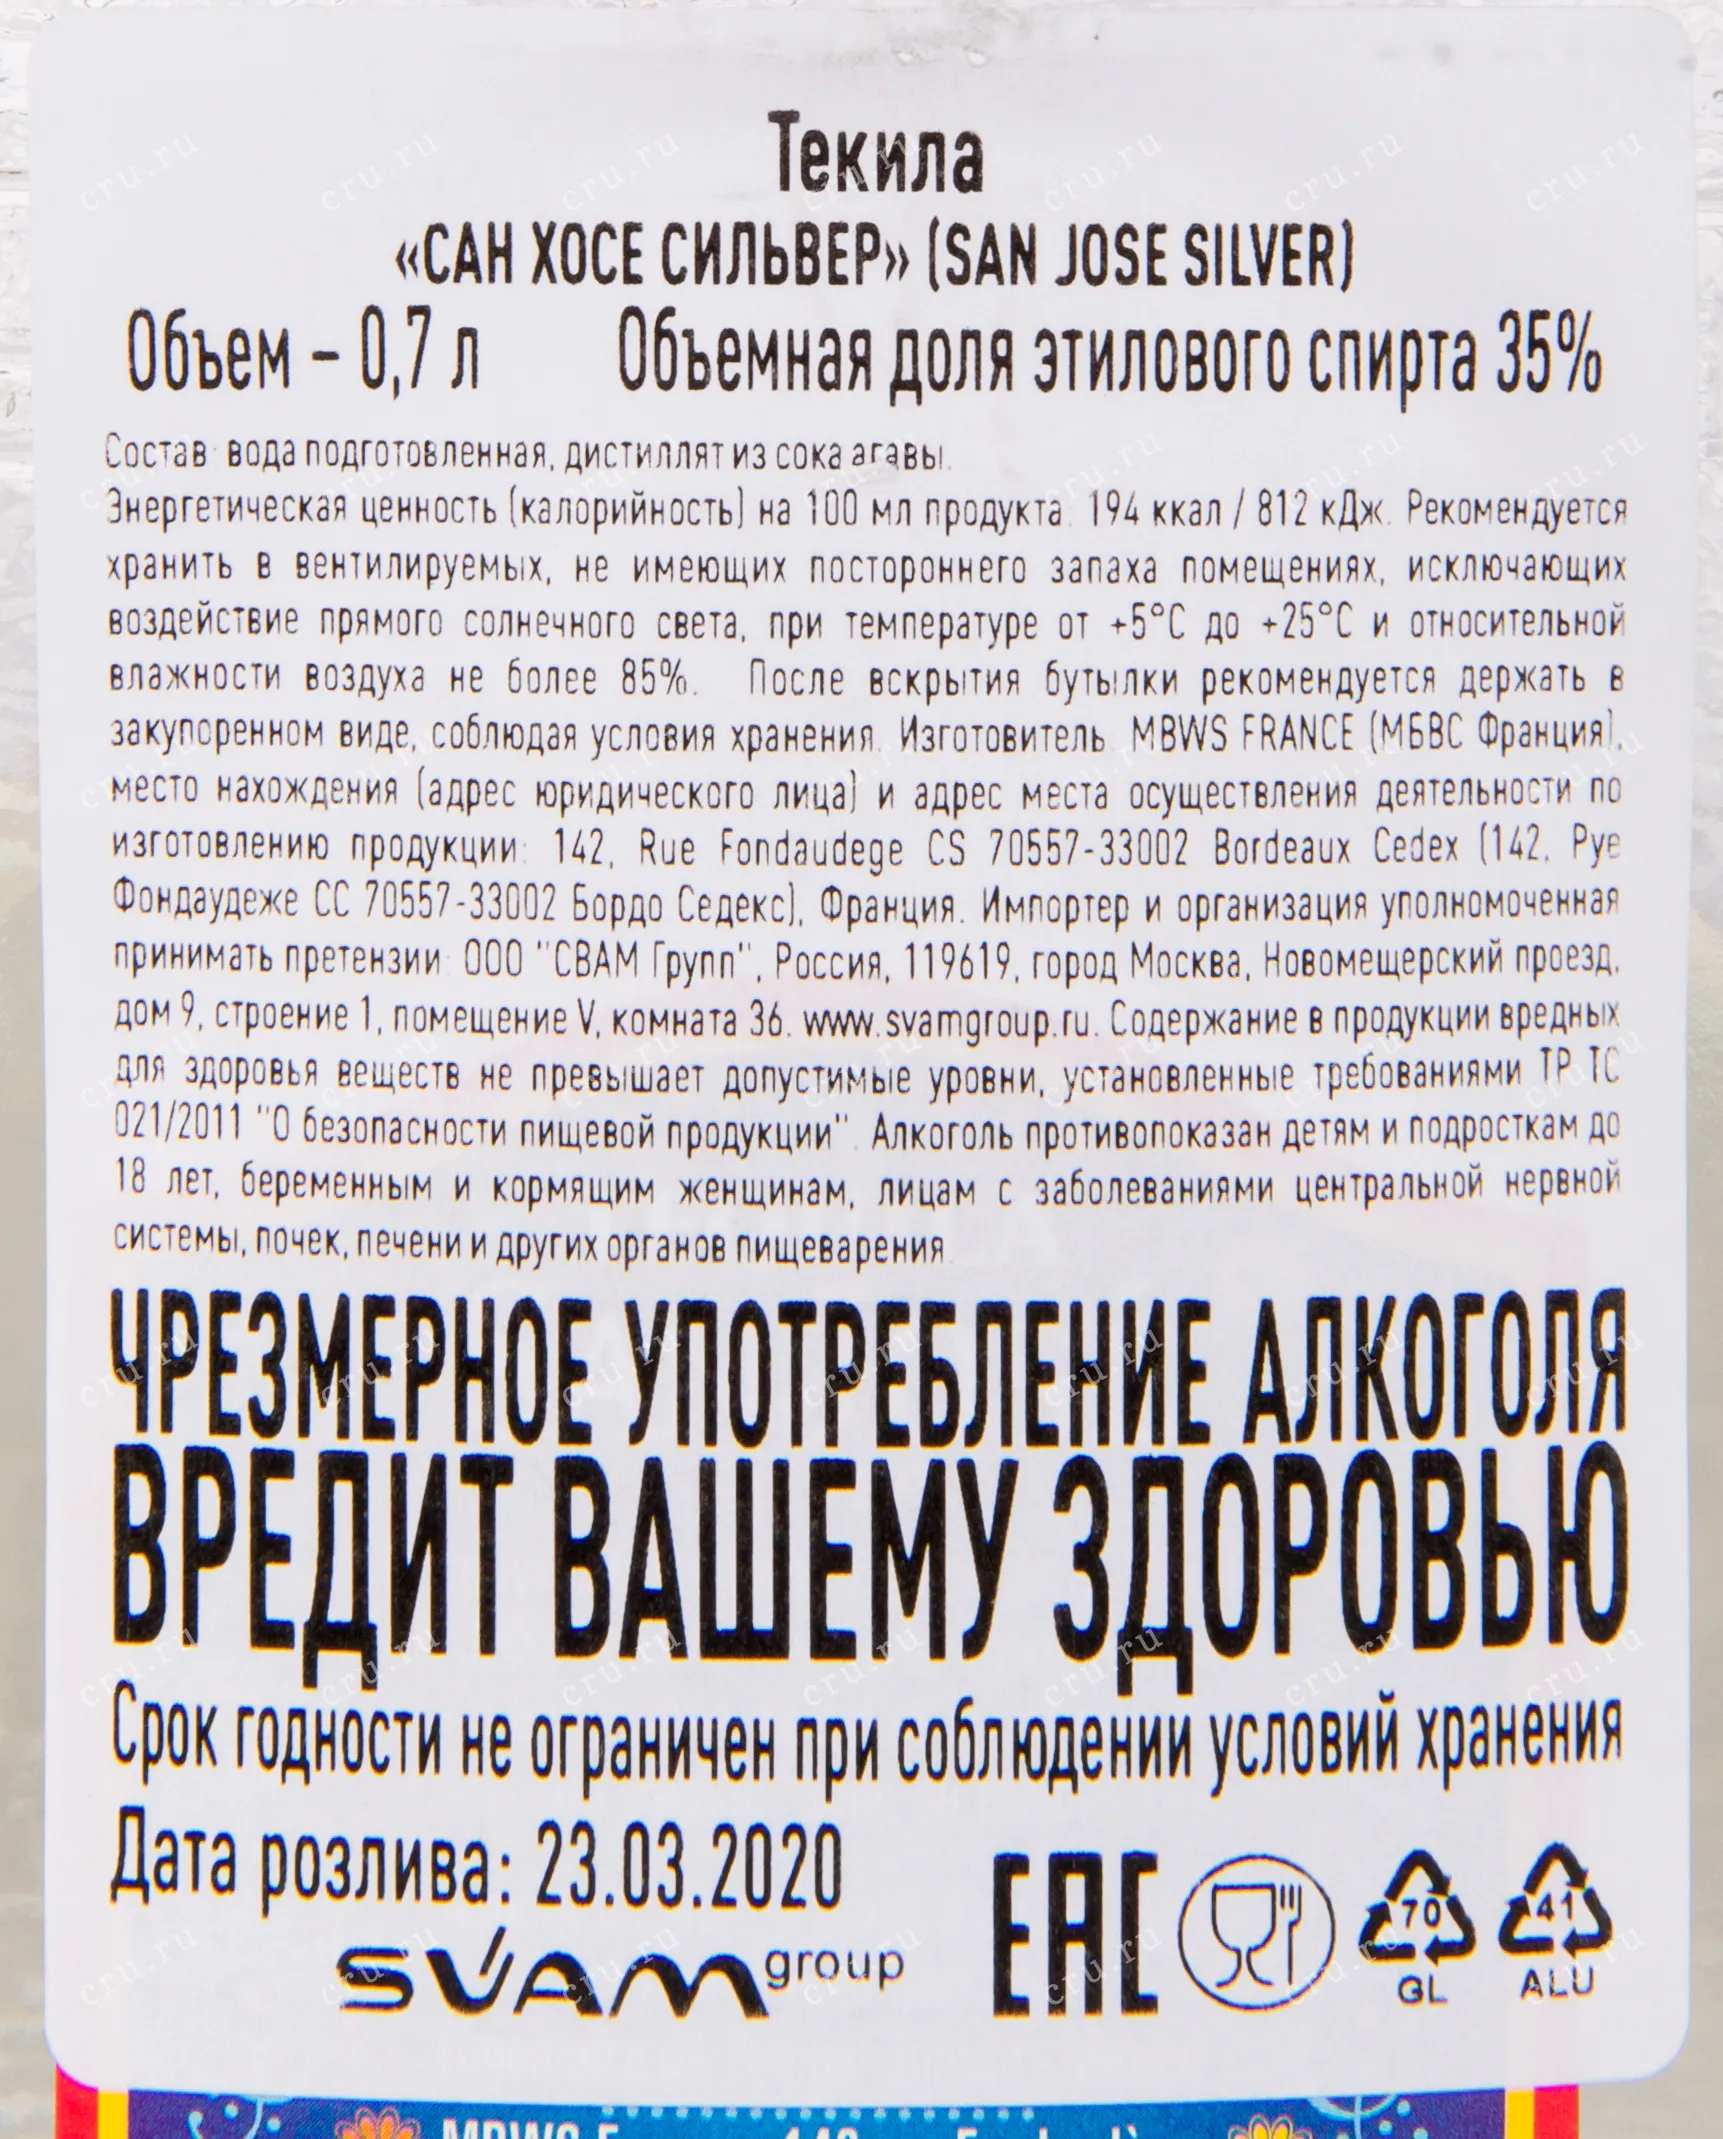 Текила
«САН ХОСЕ СИЛЬВЕР» (SAN JOSE SILVER)
Объем – 0,7 л Объемная доля этилового спирта 35%
Состав: вода подготовленная, дистиллят из сока агавы.
Энергетическая ценность (калорийность) на 100 мл продукта: 194 ккал / 812 кДж. Рекомендуется
хранить в вентилируемых, не имеющих постороннего запаха помещениях, исключающих
воздействие прямого солнечного света, при температуре от +5°С до +25°С и относительной
влажности воздуха не более 85%. После вскрытия бутылки рекомендуется держать в
закупоренном виде, соблюдая условия хранения. Изготовитель: MBWS FRANCE (МБВС Франция),
место нахождения (адрес юридического лица) и адрес места осуществления деятельности по
изготовлению продукции: 142, Rue Fondaudege CS 70557-33002 Bordeaux Cedex (142, Руе
Фондаудеже СС 70557-33002 Бордо Седекс), Франция. Импортер и организация уполномоченная
принимать претензии: ООО "СВАМ Групп", Россия, 119619, город Москва, Новомещерский проезд,
дом 9, строение 1, помещение V, комната 36. www.svamgroup.ru. Содержание в продукции вредных
для здоровья веществ не превышает допустимые уровни, установленные требованиями ТР ТС
021/2011 "О безопасности пищевой продукции". Алкоголь противопоказан детям и подросткам до
18 лет, беременным и кормящим женщинам, лицам с заболеваниями центральной нервной
системы, почек, печени и других органов пищеварения.
ЧРЕЗМЕРНОЕ УПОТРЕБЛЕНИЕ АЛКОГОЛЯ
ВРЕДИТ ВАШЕМУ ЗДОРОВЬЮ
Срок годности не ограничен при соблюдении условий хранения
Дата розлива: 23.03.2020
SVAM group
EAC
70
GL
41
ALU
cru.ru